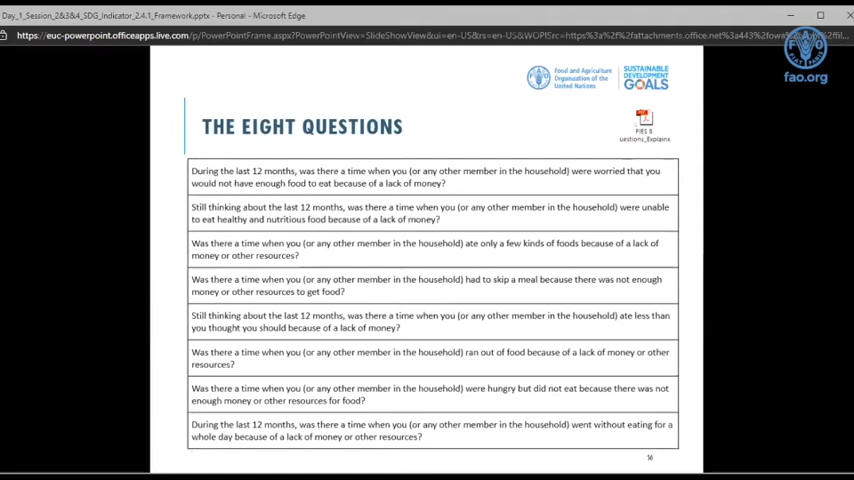 Day_1_Session_2&3&4_SDG_Indicator_2.4.1_Framework.pptx - Personal - Microsoft Edge
https://euc-powerpoint.officeapps.live.com/p/PowerPointFrame.aspx?PowerPointView=SlideShowView&ui=en-US&rs=en-US&WOPISrc=https%3a%2f%2fattachments.office.net%3a443%2fowa
fao.org
Food and Agriculture
Organization of the
United Nations
SUSTAINABLE
DEVELOPMENT
GOALS
THE EIGHT QUESTIONS
FIES 8
uestions_Explaine
During the last 12 months, was there a time when you (or any other member in the household) were worried that you
would not have enough food to eat because of a lack of money?
Still thinking about the last 12 months, was there a time when you (or any other member in the household) were unable
to eat healthy and nutritious food because of a lack of money?
Was there a time when you (or any other member in the household) ate only a few kinds of foods because of a lack of
money or other resources?
Was there a time when you (or any other member in the household) had to skip a meal because there was not enough
money or other resources to get food?
Still thinking about the last 12 months, was there a time when you (or any other member in the household) ate less than
you thought you should because of a lack of money?
Was there a time when you (or any other member in the household) ran out of food because of a lack of money or other
resources?
Was there a time when you (or any other member in the household) were hungry but did not eat because there was not
enough money or other resources for food?
During the last 12 months, was there a time when you (or any other member in the household) went without eating for a
whole day because of a lack of money or other resources?
16